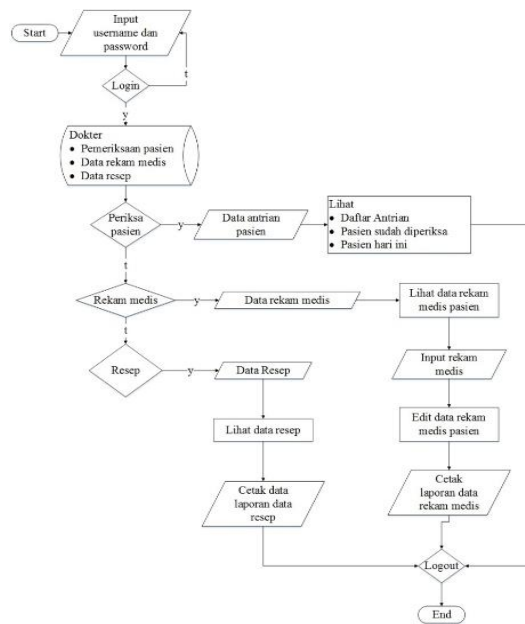 Start
Input
username dan
password
Login
t
y
Dokter
• Pemeriksaan pasien
• Data rekam medis
• Data resep
Periksa
pasien
y
Data antrian
pasien
Lihat
• Daftar Antrian
• Pasien sudah diperiksa
• Pasien hari ini
t
Rekam medis
y
Data rekam medis
Lihat data rekam
medis pasien
t
Input rekam
medis
Resep
y
Data Resep
Edit data rekam
medis pasien
Lihat data resep
Cetak
laporan data
rekam medis
Cetak data
laporan data
resep
Logout
End